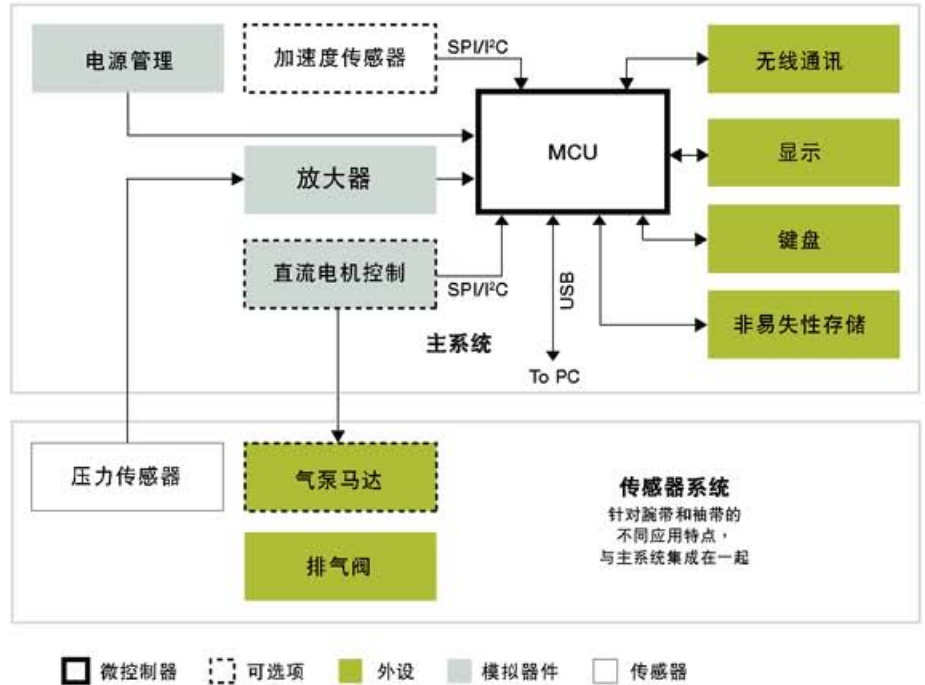 电源管理
加速度传感器
SPI/I²C
无线通讯
MCU
显示
放大器
键盘
直流电机控制
SPI/I²C
USB
非易失性存储
主系统
To PC
压力传感器
气泵马达
传感器系统
针对腕带和袖带的
不同应用特点，
与主系统集成在一起
排气阀
微控制器
可选项
外设
模拟器件
传感器